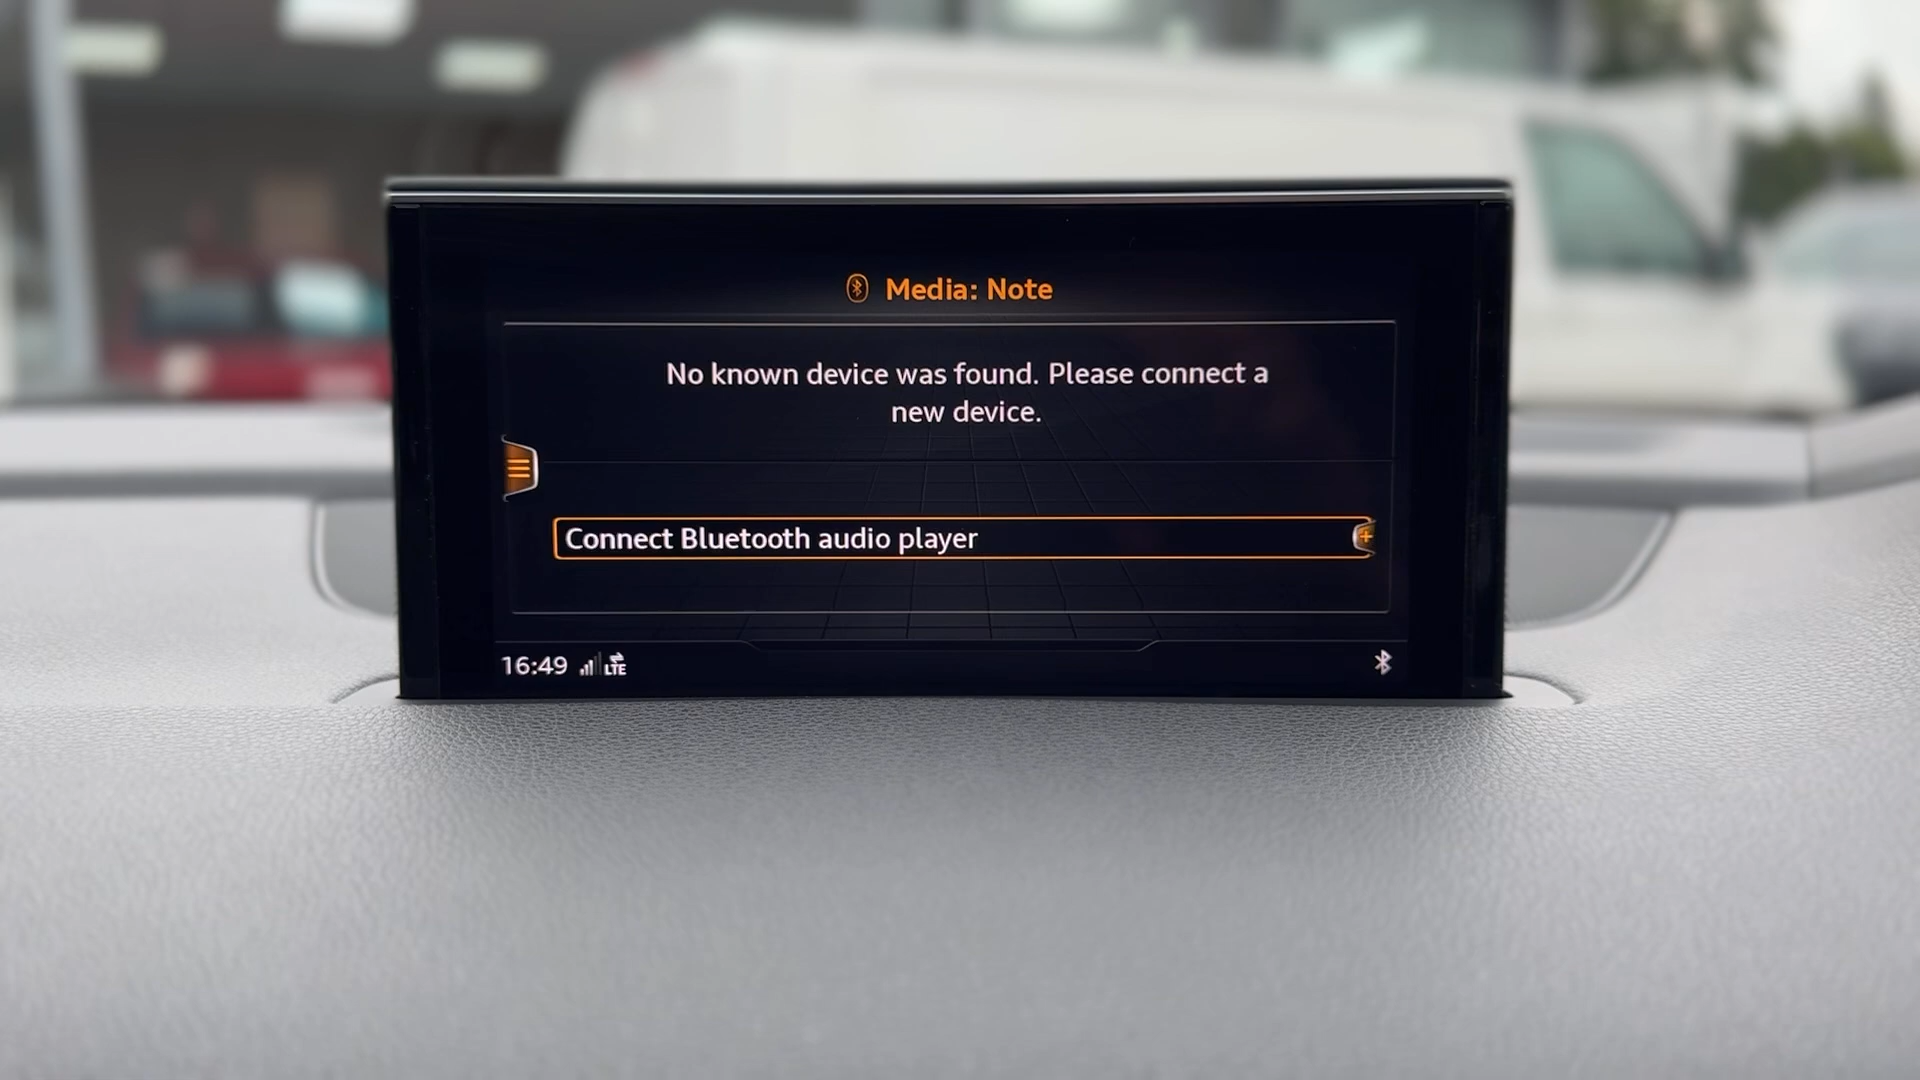 Media: Note
No known device was found. Please connect a
new device.
Connect Bluetooth audio player
16:49 LTE